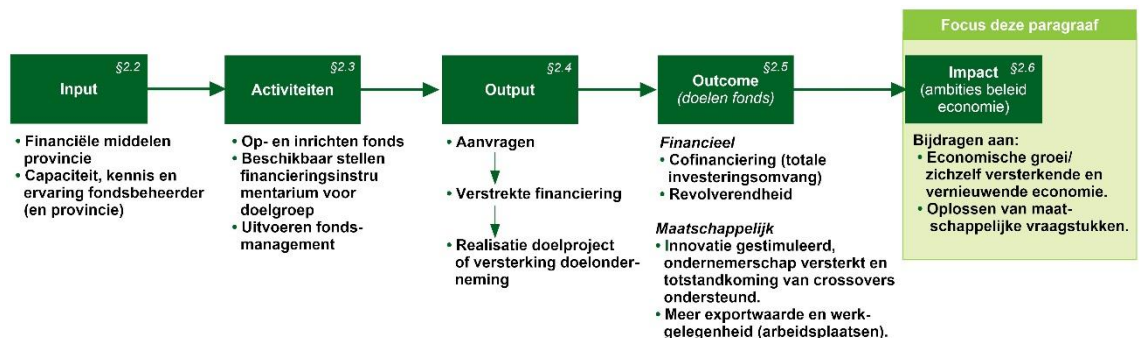 Focus deze paragraaf
§2.2
Input
• Financiële middelen
provincie
• Capaciteit, kennis en
ervaring fondsbeheerder
(en provincie)
§2.3
Activiteiten
• Op- en inrichten fonds
• Beschikbaar stellen
financieringsinstru
mentarium voor
doelgroep
• Uitvoeren fonds-
management
§2.4
Output
• Aanvragen
• Verstrekte financiering
• Realisatie doelproject
of versterking doelonder-
neming
§2.5
Outcome
(doelen fonds)
Financieel
• Cofinanciering (totale
investeringsomvang)
• Revolverendheid
Maatschappelijk
• Innovatie gestimuleerd,
ondernemerschap versterkt en
totstandkoming van crossovers
ondersteund.
• Meer exportwaarde en werk-
gelegenheid (arbeidsplaatsen).
§2.6
Impact
(ambities beleid
economie)
Bijdragen aan:
• Economische groei/
zichzelf versterkende en
vernieuwende economie.
• Oplossen van maat-
schappelijke vraagstukken.